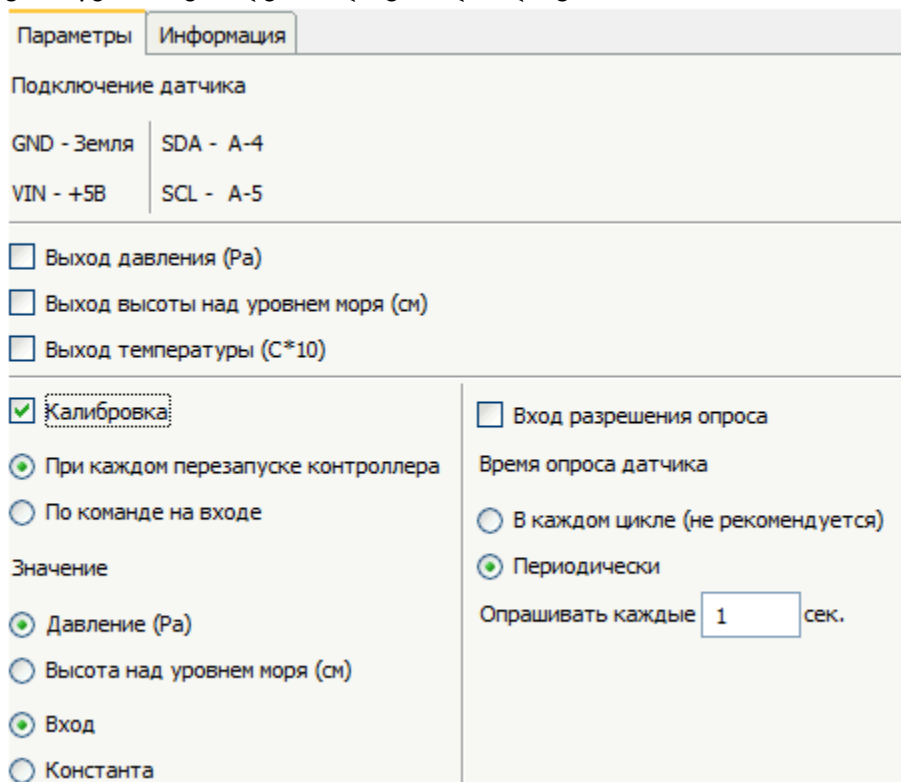 Параметры Информация
Подключение датчика
GND - Земля SDA - A-4
VIN - +5В SCL - A-5
Выход давления (Pa)
Выход высоты над уровнем моря (см)
Выход температуры (C*10)
Калибровка
При каждом перезапуске контроллера
По команде на входе
Значение
Давление (Pa)
Высота над уровнем моря (см)
Вход
Константа
Вход разрешения опроса
Время опроса датчика
В каждом цикле (не рекомендуется)
Периодически
Опрашивать каждые 1 сек.